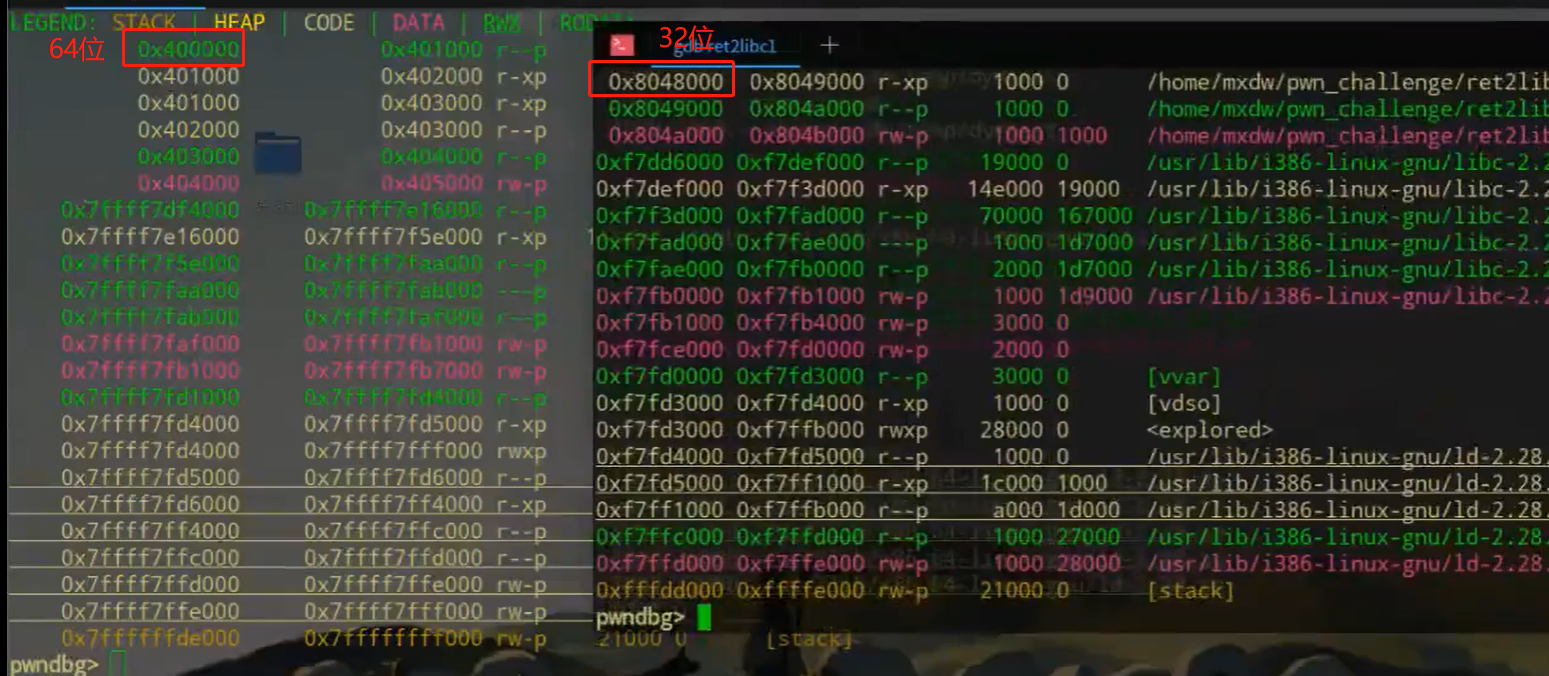 LEGEND: STACK | HEAP | CODE | DATA | RWX | RODATA
64位
0x400000 0x401000 r--p
0x401000 0x402000 r-xp
0x401000 0x403000 r-xp
0x402000 0x403000 r--p
0x403000 0x404000 r--p
0x404000 0x405000 rw-p
0x7ffff7df4000 0x7ffff7e16000 r--p
0x7ffff7e16000 0x7ffff7f5e000 r-xp
0x7ffff7f5e000 0x7ffff7faa000 r--p
0x7ffff7faa000 0x7ffff7fab000 ---p
0x7ffff7fab000 0x7ffff7faf000 r--p
0x7ffff7faf000 0x7ffff7fb1000 rw-p
0x7ffff7fb1000 0x7ffff7fb7000 rw-p
0x7ffff7fd1000 0x7ffff7fd4000 r--p
0x7ffff7fd4000 0x7ffff7fd5000 r-xp
0x7ffff7fd4000 0x7ffff7fff000 rwxp
0x7ffff7fd5000 0x7ffff7fd6000 r--p
0x7ffff7fd6000 0x7ffff7ff4000 r-xp
0x7ffff7ff4000 0x7ffff7ffc000 r--p
0x7ffff7ffc000 0x7ffff7ffd000 r--p
0x7ffff7ffd000 0x7ffff7ffe000 rw-p
0x7ffff7ffe000 0x7ffff7fff000 rw-p
0x7ffffffde000 0x7ffffffff000 rw-p 21000 0 [stack]
pwndbg>
32位
gdb ret2libc1 +
0x8048000 0x8049000 r-xp 1000 0 /home/mxdw/pwn_challenge/ret2lib
0x8049000 0x804a000 r--p 1000 0 /home/mxdw/pwn_challenge/ret2lib
0x804a000 0x804b000 rw-p 1000 1000 /home/mxdw/pwn_challenge/ret2lib
0xf7dd6000 0xf7def000 r--p 19000 0 /usr/lib/i386-linux-gnu/libc-2.2
0xf7def000 0xf7f3d000 r-xp 14e000 19000 /usr/lib/i386-linux-gnu/libc-2.2
0xf7f3d000 0xf7fad000 r--p 70000 167000 /usr/lib/i386-linux-gnu/libc-2.2
0xf7fad000 0xf7fae000 ---p 1000 1d7000 /usr/lib/i386-linux-gnu/libc-2.2
0xf7fae000 0xf7fb0000 r--p 2000 1d7000 /usr/lib/i386-linux-gnu/libc-2.2
0xf7fb0000 0xf7fb1000 rw-p 1000 1d9000 /usr/lib/i386-linux-gnu/libc-2.2
0xf7fb1000 0xf7fb4000 rw-p 3000 0
0xf7fce000 0xf7fd0000 rw-p 2000 0
0xf7fd0000 0xf7fd3000 r--p 3000 0 [vvar]
0xf7fd3000 0xf7fd4000 r-xp 1000 0 [vdso]
0xf7fd3000 0xf7ffb000 rwxp 28000 0 <explored>
0xf7fd4000 0xf7fd5000 r--p 1000 0 /usr/lib/i386-linux-gnu/ld-2.28.
0xf7fd5000 0xf7ff1000 r-xp 1c000 1000 /usr/lib/i386-linux-gnu/ld-2.28.
0xf7ff1000 0xf7ffb000 r--p a000 1d000 /usr/lib/i386-linux-gnu/ld-2.28.
0xf7ffc000 0xf7ffd000 r--p 1000 27000 /usr/lib/i386-linux-gnu/ld-2.28.
0xf7ffd000 0xf7ffe000 rw-p 1000 28000 /usr/lib/i386-linux-gnu/ld-2.28.
0xfffdd000 0xffffe000 rw-p 21000 0 [stack]
pwndbg>